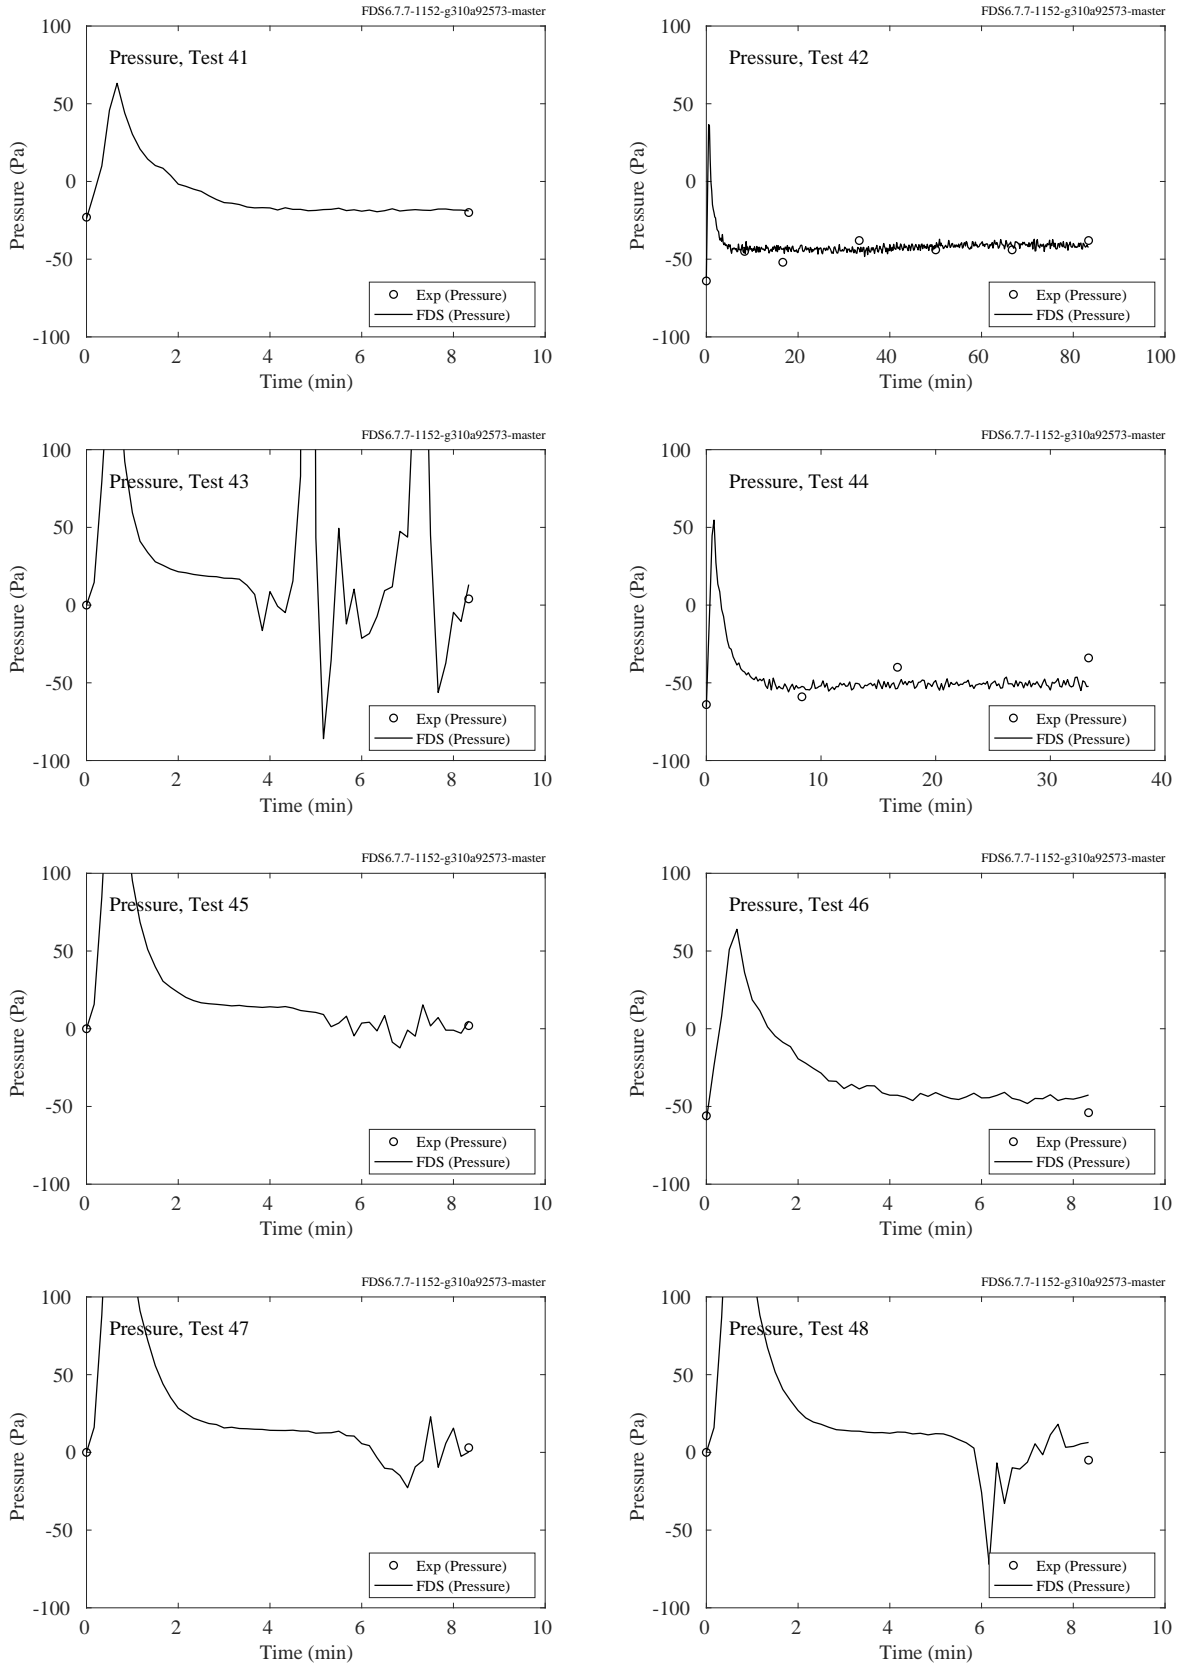 FDS6.7.7-1152-g310a92573-master
Pressure, Test 41
100
50
0
-50
-100
Pressure (Pa)
Exp (Pressure)
FDS (Pressure)
0 2 4 6 8 10
Time (min)
FDS6.7.7-1152-g310a92573-master
Pressure, Test 42
100
50
0
-50
-100
Pressure (Pa)
Exp (Pressure)
FDS (Pressure)
0 20 40 60 80 100
Time (min)
FDS6.7.7-1152-g310a92573-master
Pressure, Test 43
100
50
0
-50
-100
Pressure (Pa)
Exp (Pressure)
FDS (Pressure)
0 2 4 6 8 10
Time (min)
FDS6.7.7-1152-g310a92573-master
Pressure, Test 44
100
50
0
-50
-100
Pressure (Pa)
Exp (Pressure)
FDS (Pressure)
0 10 20 30 40
Time (min)
FDS6.7.7-1152-g310a92573-master
Pressure, Test 45
100
50
0
-50
-100
Pressure (Pa)
Exp (Pressure)
FDS (Pressure)
0 2 4 6 8 10
Time (min)
FDS6.7.7-1152-g310a92573-master
Pressure, Test 46
100
50
0
-50
-100
Pressure (Pa)
Exp (Pressure)
FDS (Pressure)
0 2 4 6 8 10
Time (min)
FDS6.7.7-1152-g310a92573-master
Pressure, Test 47
100
50
0
-50
-100
Pressure (Pa)
Exp (Pressure)
FDS (Pressure)
0 2 4 6 8 10
Time (min)
FDS6.7.7-1152-g310a92573-master
Pressure, Test 48
100
50
0
-50
-100
Pressure (Pa)
Exp (Pressure)
FDS (Pressure)
0 2 4 6 8 10
Time (min)